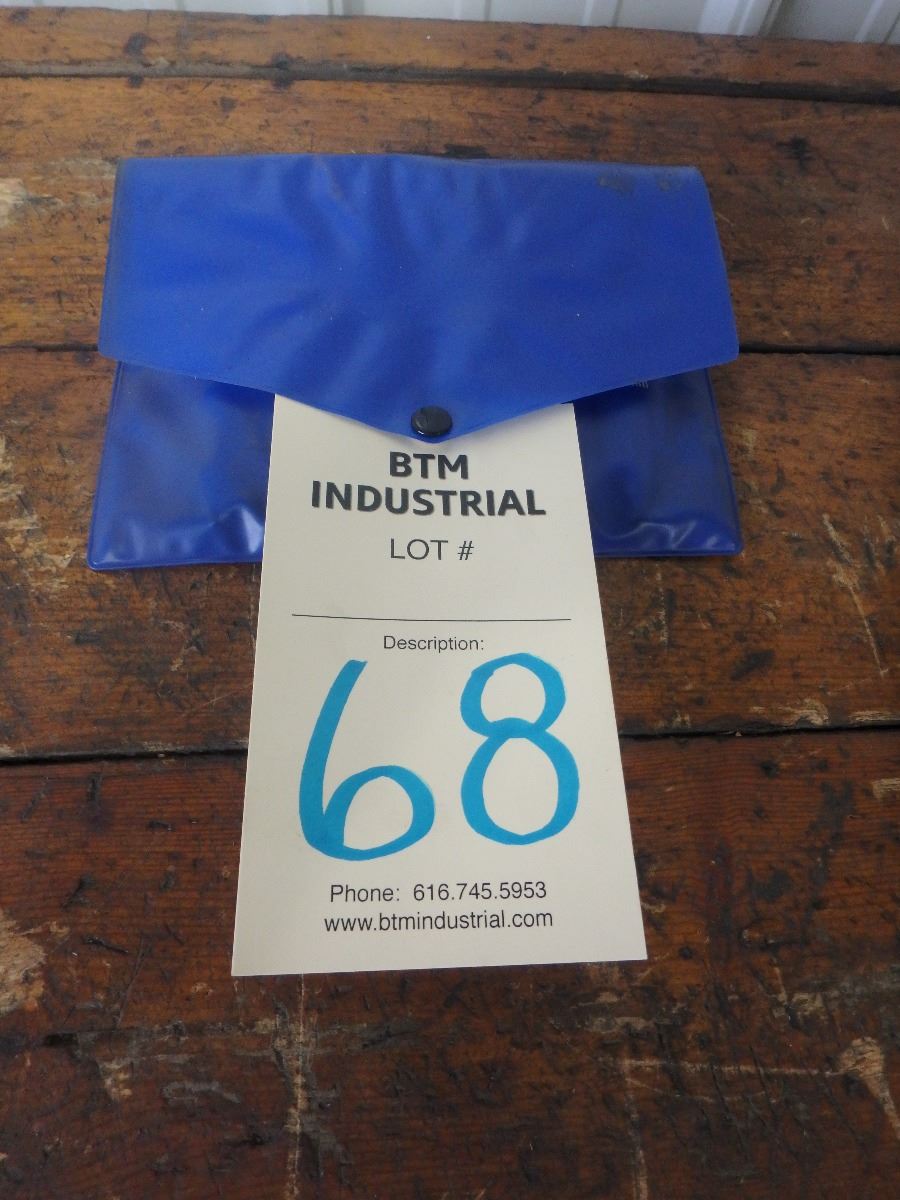 BTM
INDUSTRIAL
LOT #
Description:
68
Phone: 616.745.5953
www.btmindustrial.com